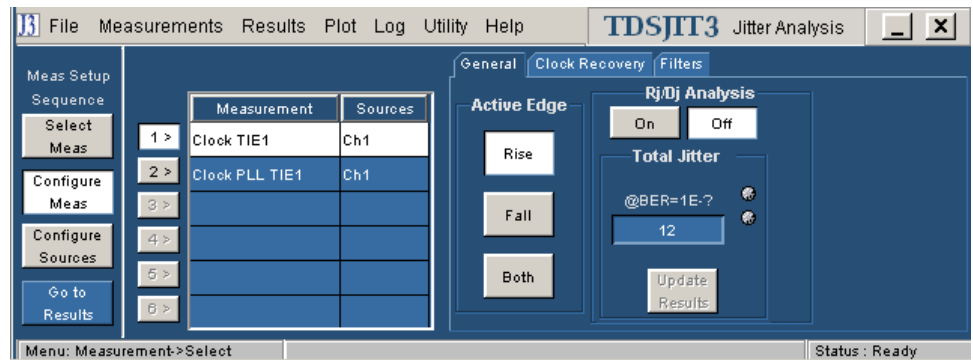 J3 File Measurements Results Plot Log Utility Help TDSJIT3 Jitter Analysis
General Clock Recovery Filters
Meas Setup
Sequence
Select
Meas
Configure
Meas
Configure
Sources
Go to
Results
Measurement Sources
1 > Clock TIE1 Ch1
2 > Clock PLL TIE1 Ch1
3 >
4 >
5 >
6 >
Active Edge
Rise
Fall
Both
Rj/Dj Analysis
On Off
Total Jitter
@BER=1E-?
12
Update
Results
Menu: Measurement->Select Status : Ready